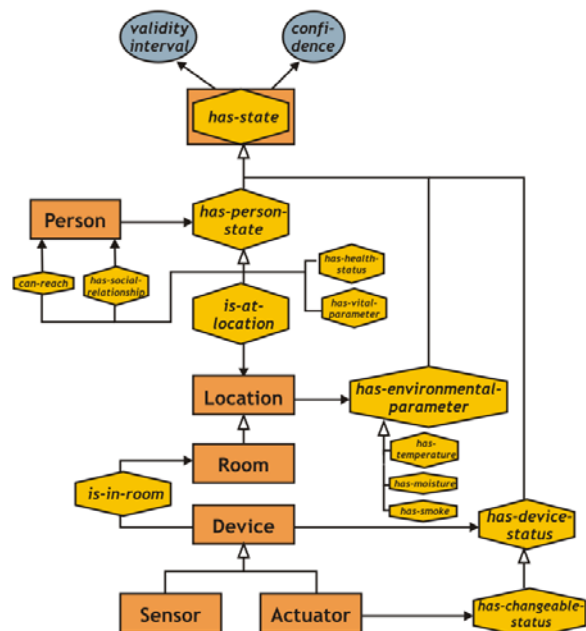 validity
interval
confi-
dence
has-state
Person
has-person-
state
can-reach
has-social-
relationship
has-health-
status
has-vital-
parameter
is-at-
location
Location
has-environmental-
parameter
Room
has-
temperature
has-moisture
has-smoke
is-in-room
Device
has-device-
status
Sensor
Actuator
has-changeable-
status